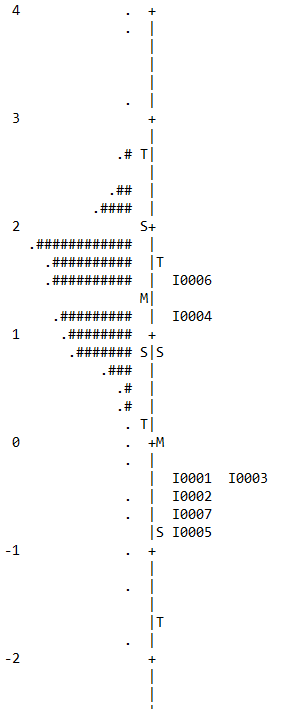 4 . +
. |
|
|
|
. |
3 +
|
.# T|
|
.## |
.#### |
2 S+
.############ |
.########## |T
.########## | I0006
M|
.######### | I0004
1 .######## +
.####### S|S
.### |
.# |
.# |
. T|
0 +M
. |
| I0001 I0003
. | I0002
. | I0007
|S I0005
-1 . +
|
. |
|
|T
. |
-2 +
|
|
|